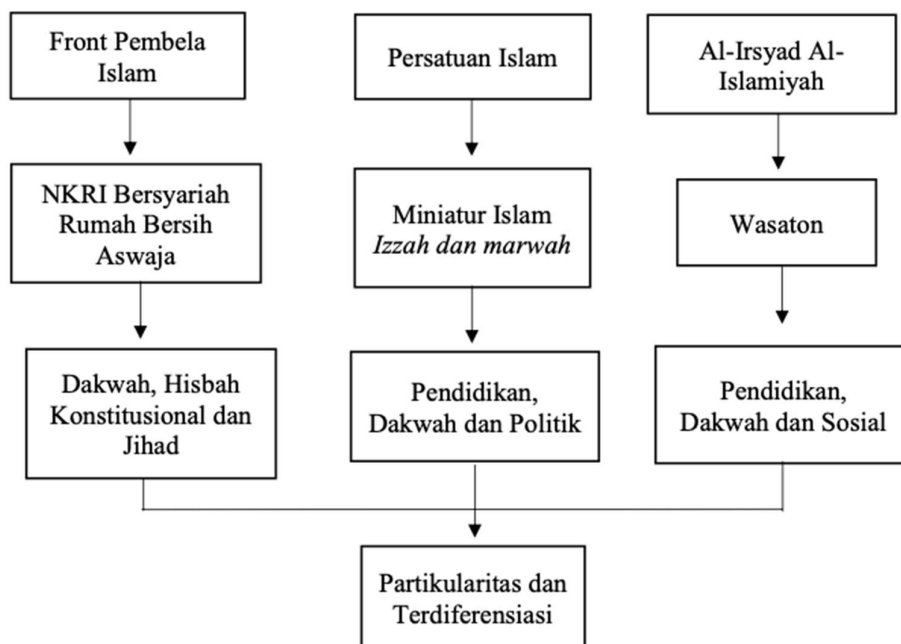 Front Pembela
Islam
Persatuan Islam
Al-Irsyad Al-
Islamiyah
NKRI Bersyariah
Rumah Bersih
Aswaja
Miniatur Islam
Izzah dan marwah
Wasaton
Dakwah, Hisbah
Konstitusional dan
Jihad
Pendidikan,
Dakwah dan Politik
Pendidikan,
Dakwah dan Sosial
Partikularitas dan
Terdiferensiasi